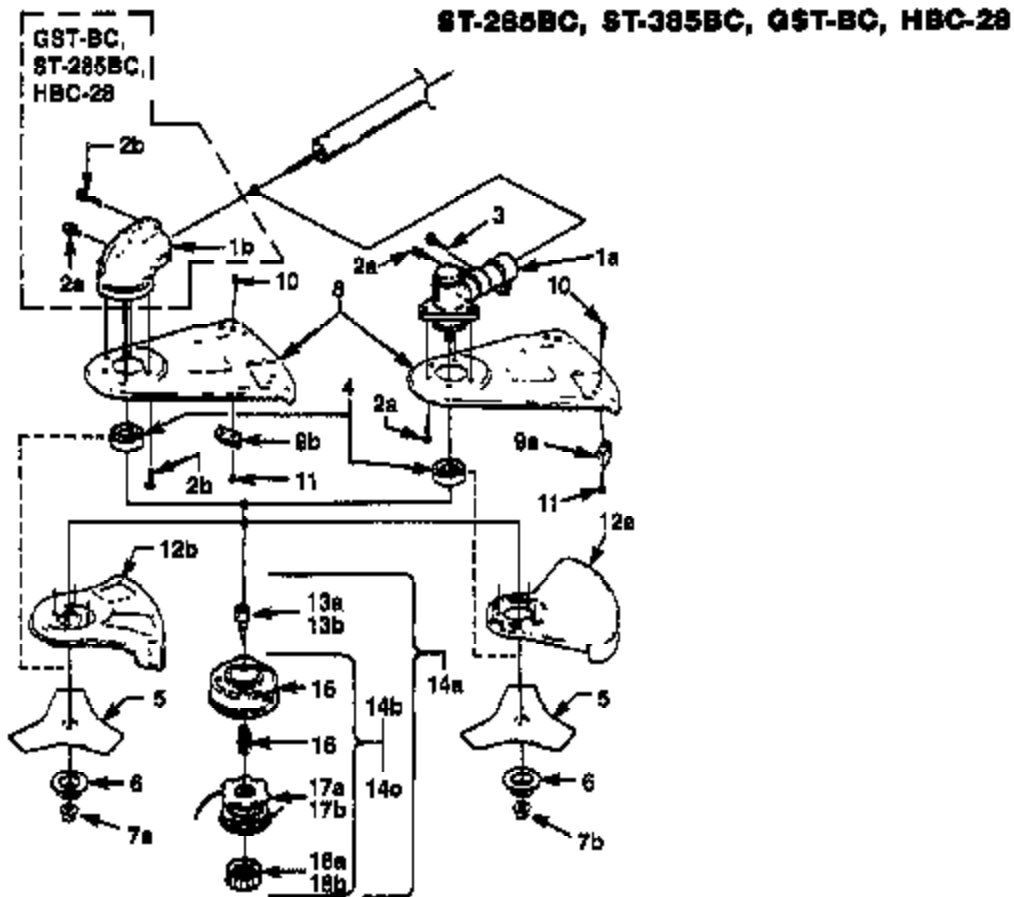 ST-285BC, ST-385BC, GST-BC, HBC-28
GST-BC,
ST-285BC,
HBC-28
2b
3
2a
1b
2a
1a
2a
10
8
10
4
2a
9b
9a
2b
11
11
12a
12b
13a
13b
14a
5
16
14b
5
16
6
17a
14c
6
17b
7a
7b
18a
18b